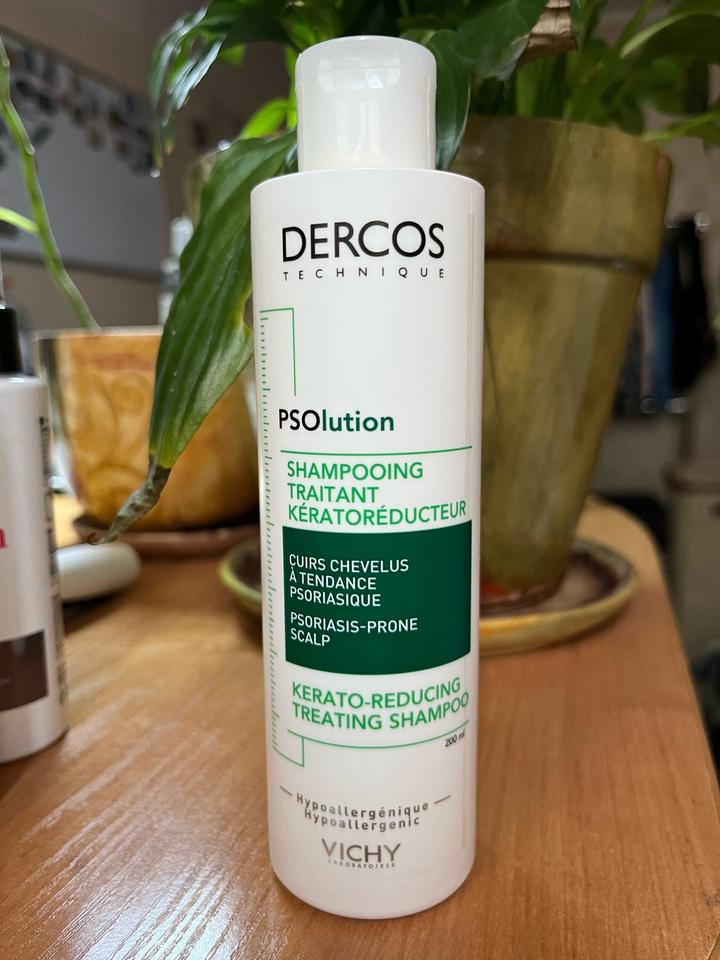 DERCOS
TECHNIQUE
PSOlution
SHAMPOOING
TRAITANT
KÉRATORÉDUCTEUR
CUIRS CHEVELUS
À TENDANCE
PSORIASIQUE
PSORIASIS-PRONE
SCALP
KERATO-REDUCING
TREATING SHAMPOO
200 ml
Hypoallergénique
Hypoallergenic
VICHY
LABORATOIRES